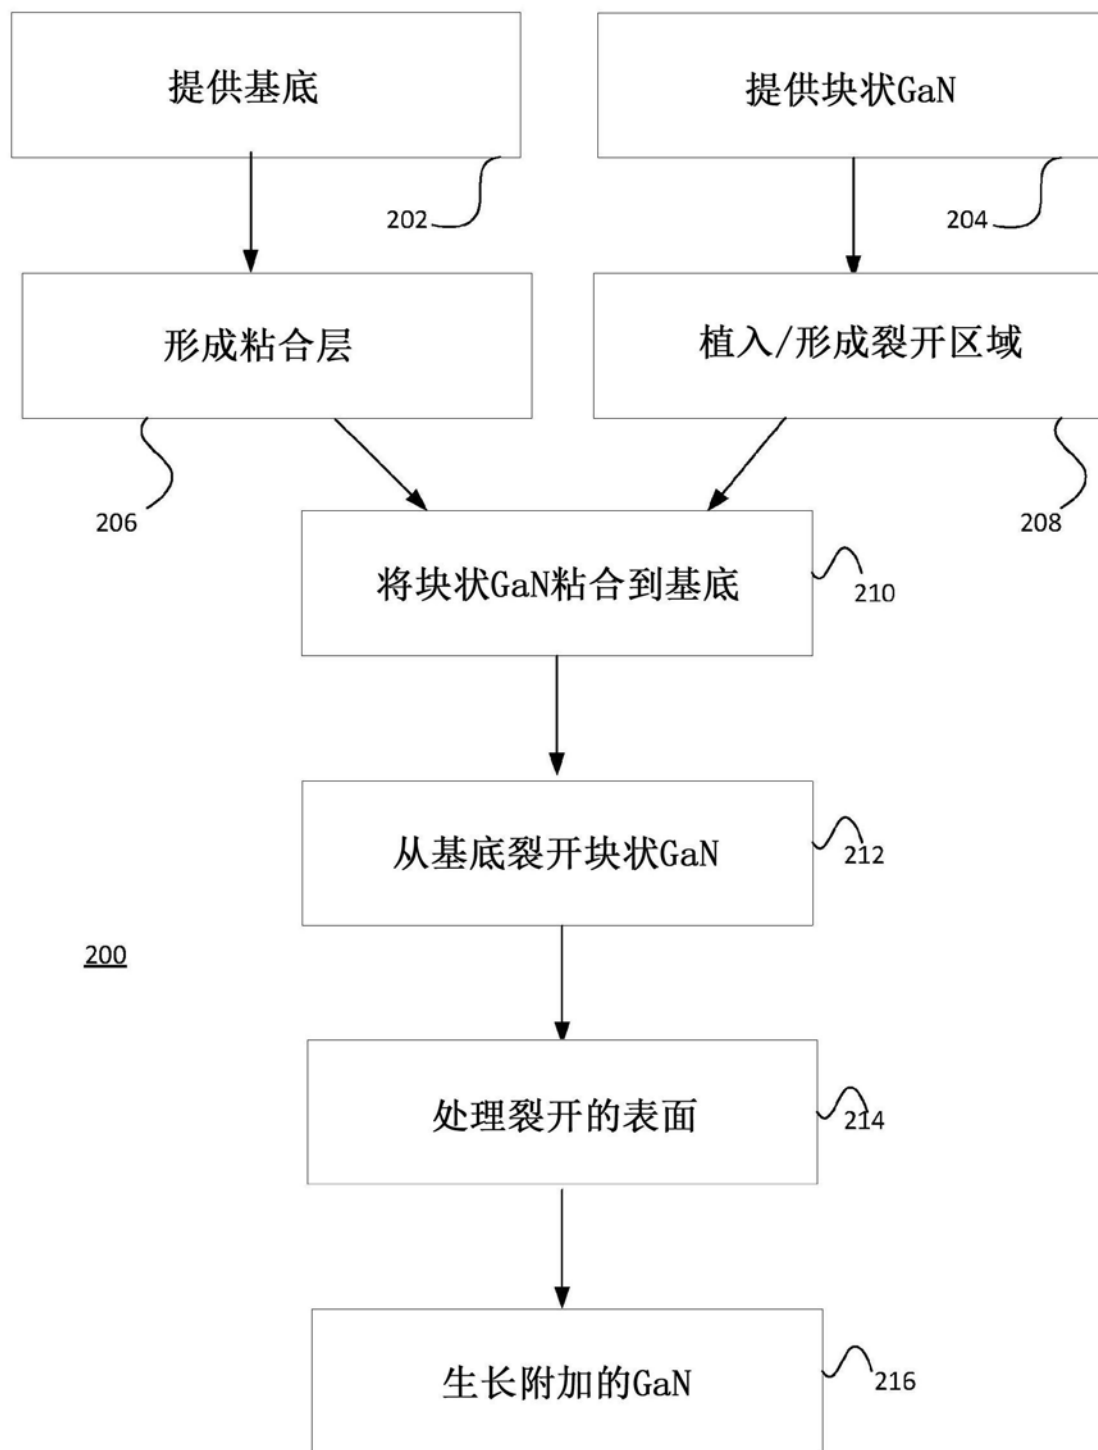 提供基底
提供块状GaN
202
204
形成粘合层
植入/形成裂开区域
206
208
将块状GaN粘合到基底
210
从基底裂开块状GaN
212
200
处理裂开的表面
214
生长附加的GaN
216